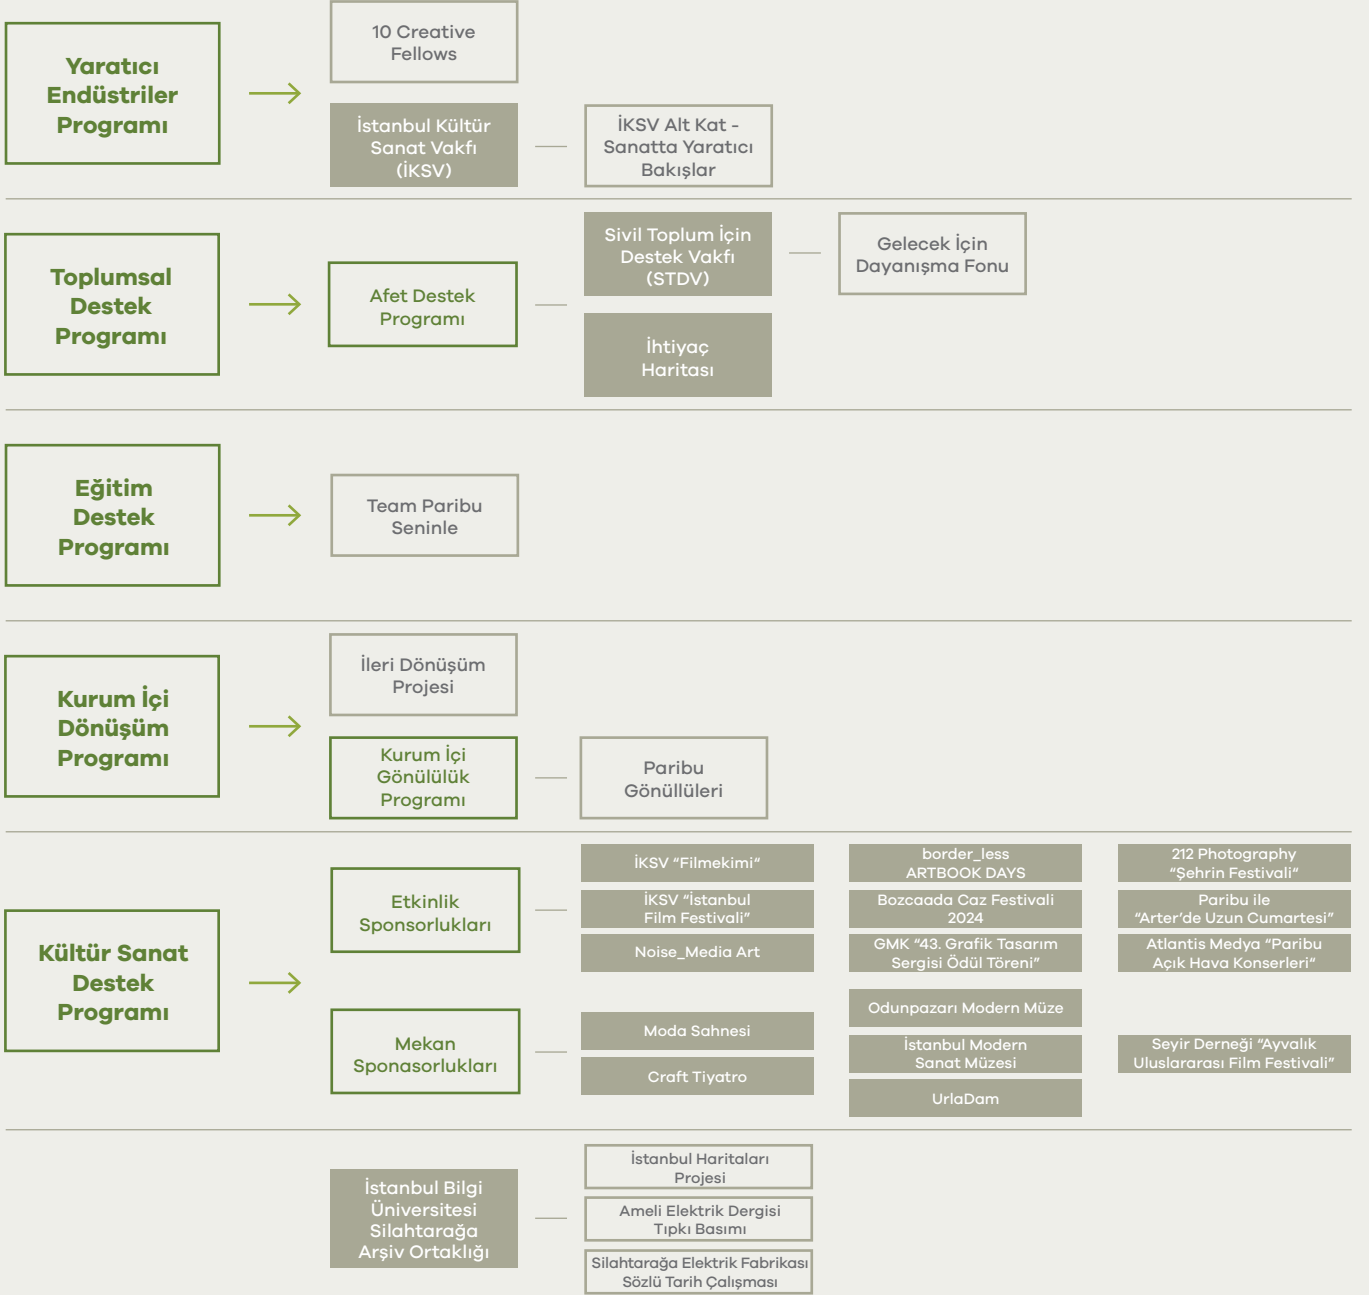 Yaratıcı
Endüstriler
Programı
10 Creative
Fellows
İstanbul Kültür
Sanat Vakfı
(İKSV)
İKSV Alt Kat -
Sanatta Yaratıcı
Bakışlar
Toplumsal
Destek
Programı
Afet Destek
Programı
Sivil Toplum İçin
Destek Vakfı
(STDV)
Gelecek İçin
Dayanışma Fonu
İhtiyaç
Haritası
Eğitim
Destek
Programı
Team Paribu
Seninle
Kurum İçi
Dönüşüm
Programı
İleri Dönüşüm
Projesi
Kurum İçi
Gönülülük
Programı
Paribu
Gönüllüleri
Kültür Sanat
Destek
Programı
Etkinlik
Sponsorlukları
İKSV “Filmekimi“
border_less
ARTBOOK DAYS
212 Photography
“Şehrin Festivali“
İKSV “İstanbul
Film Festivali”
Bozcaada Caz Festivali
2024
Paribu ile
“Arter’de Uzun Cumartesi”
Noise_Media Art
GMK “43. Grafik Tasarım
Sergisi Ödül Töreni”
Atlantis Medya “Paribu
Açık Hava Konserleri“
Mekan
Sponasorlukları
Moda Sahnesi
Craft Tiyatro
Odunpazarı Modern Müze
İstanbul Modern
Sanat Müzesi
UrlaDam
Seyir Derneği “Ayvalık
Uluslararası Film Festivali”
İstanbul Bilgi
Üniversitesi
Silahtarağa
Arşiv Ortaklığı
İstanbul Haritaları
Projesi
Ameli Elektrik Dergisi
Tıpkı Basımı
Silahtarağa Elektrik Fabrikası
Sözlü Tarih Çalışması